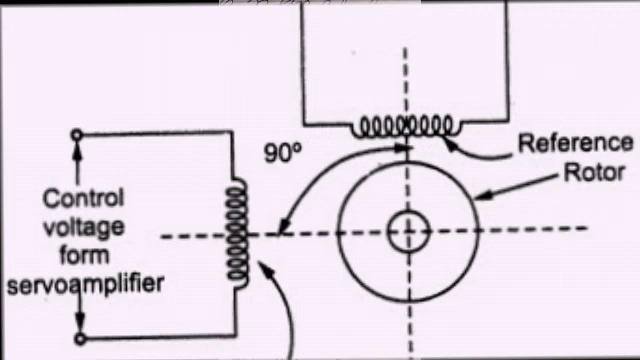 90º
Reference
Rotor
Control
voltage
form
servoamplifier